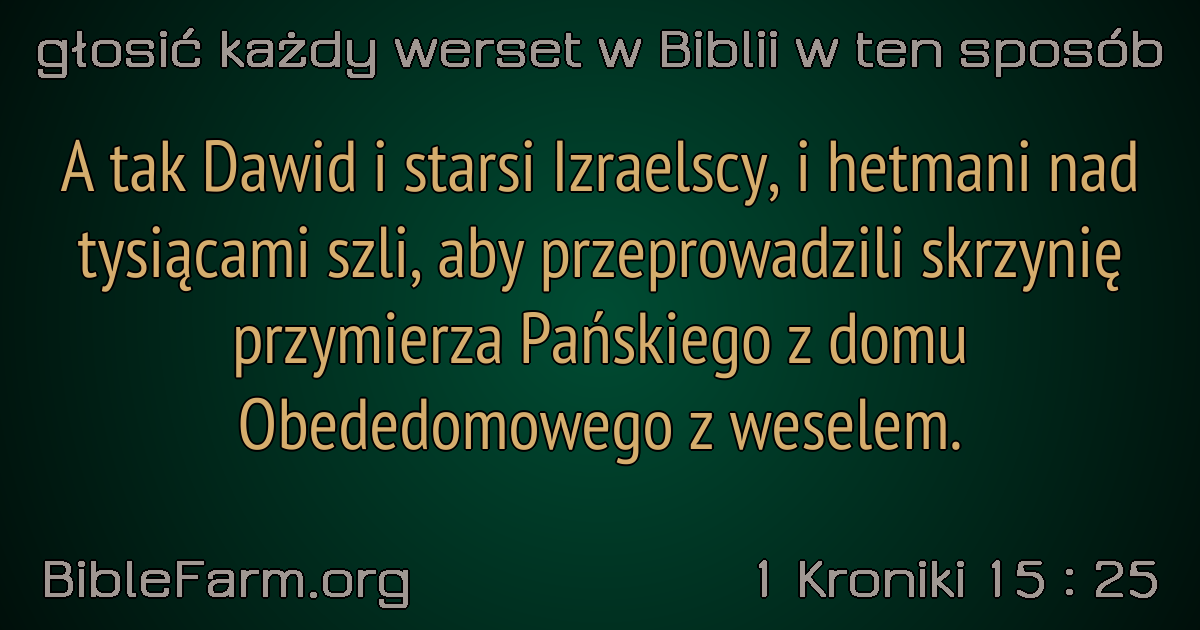 głosić każdy werset w Biblii w ten sposób
A tak Dawid i starsi Izraelscy, i hetmani nad
tysiącami szli, aby przeprowadzili skrzynię
przymierza Pańskiego z domu
Obededomowego z weselem.
BibleFarm.org
1 Kroniki 15 : 25